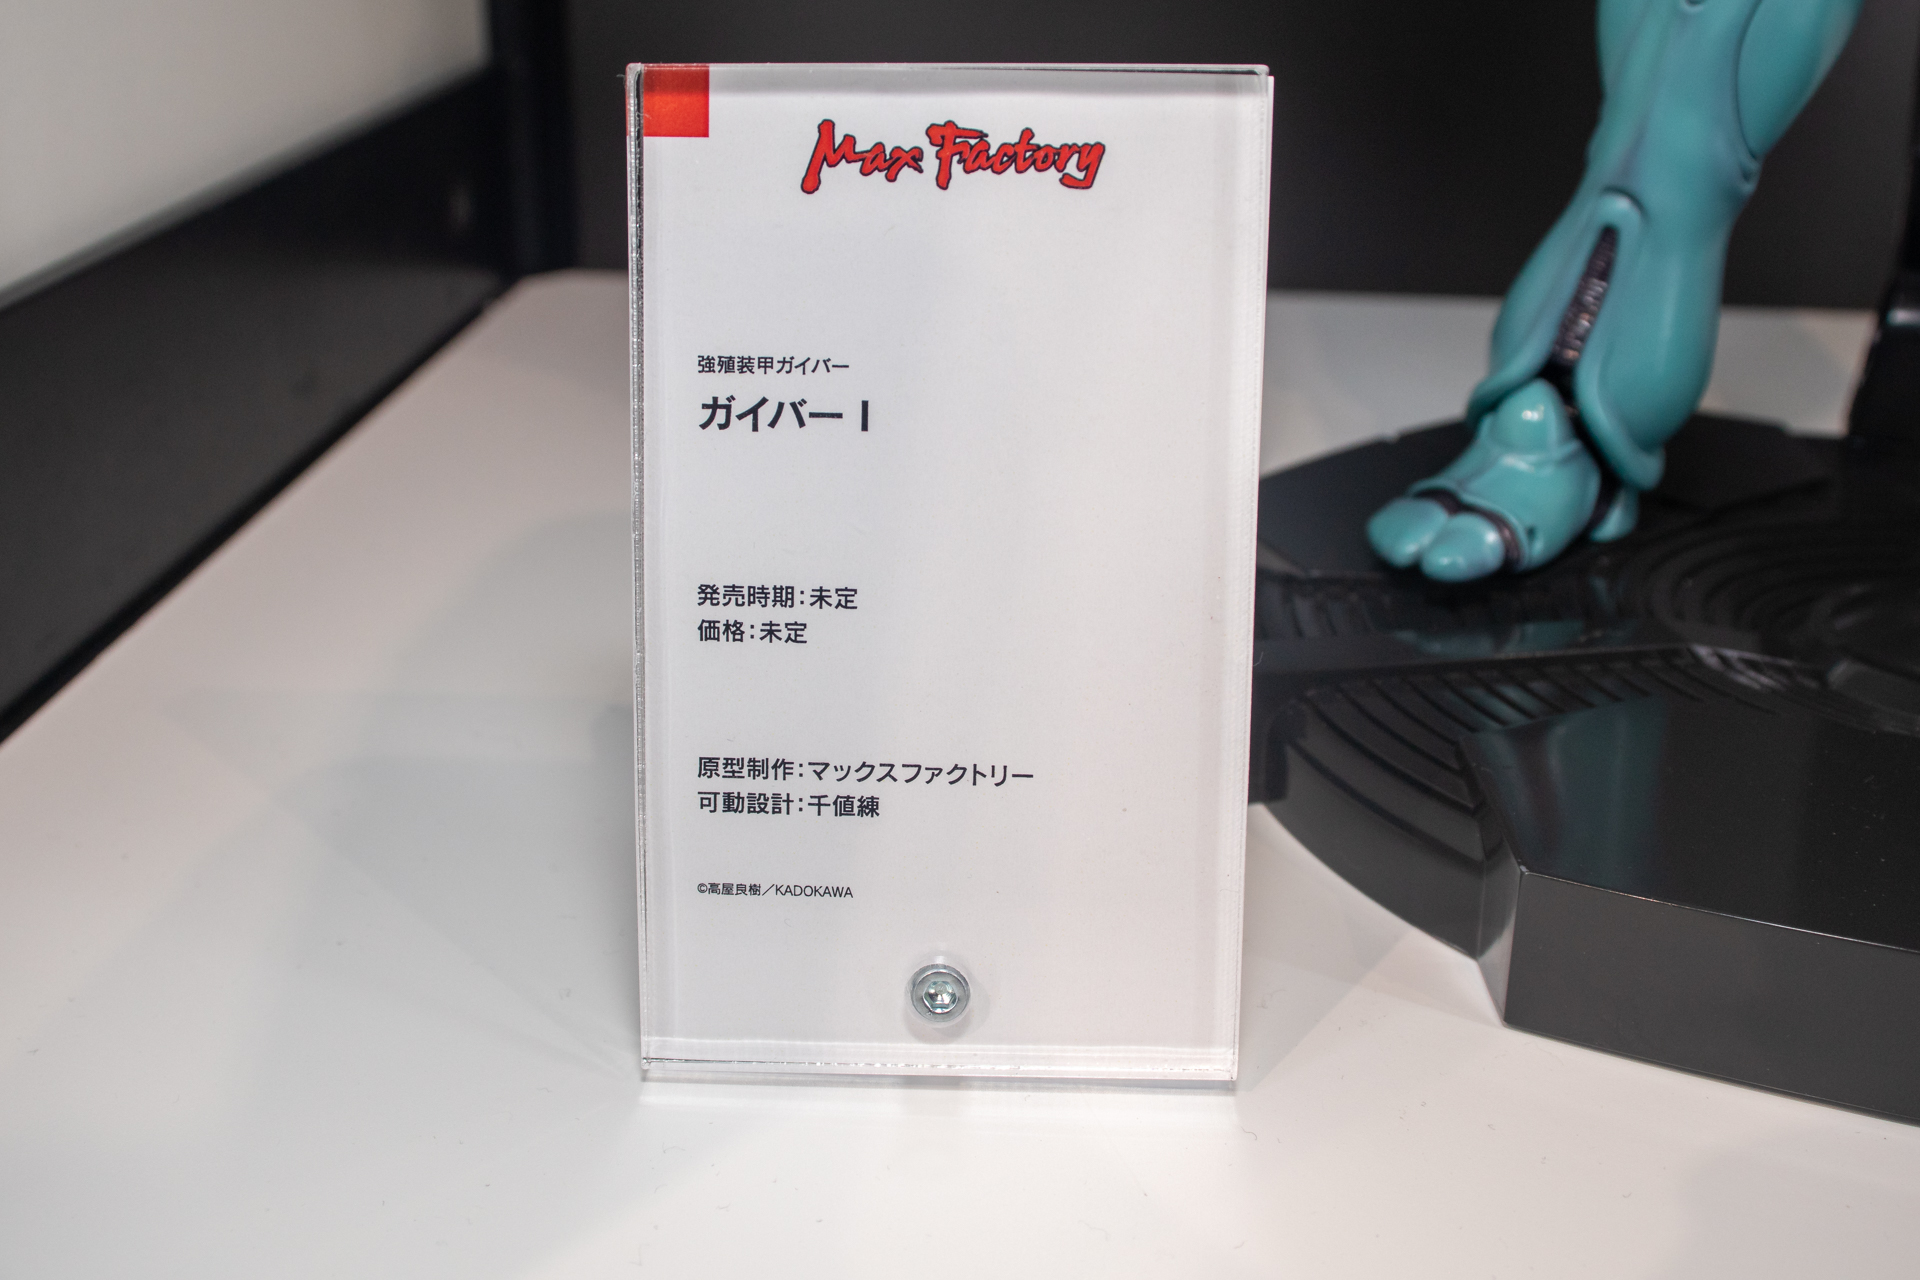 Max Factory
強殖装甲ガイバー
ガイバー I
発売時期：未定
価格：未定
原型制作：マックスファクトリー
可動設計：千値練
©高屋良樹／KADOKAWA